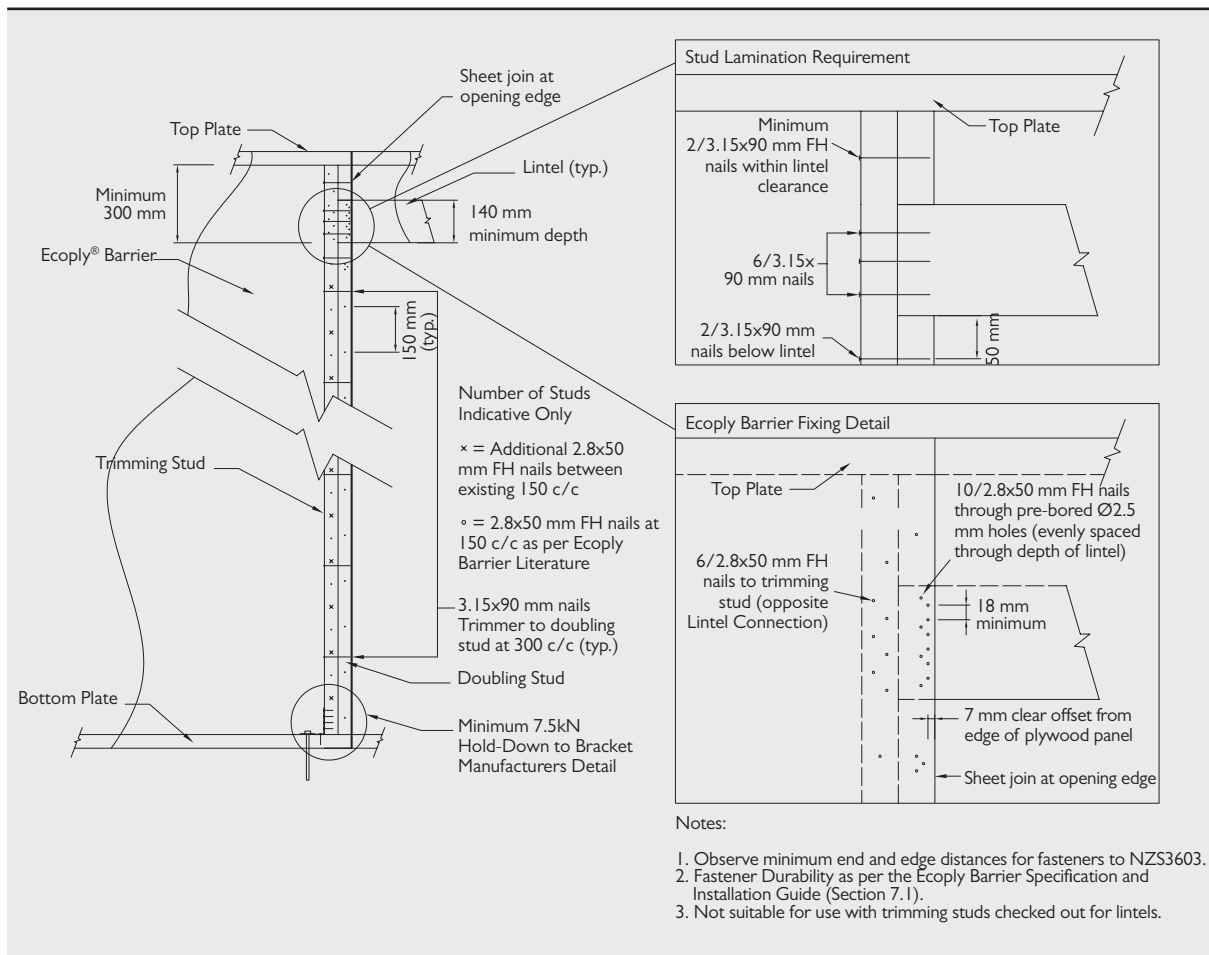 Sheet join at
opening edge
Top Plate
Lintel (typ.)
Minimum
300 mm
140 mm
minimum depth
Ecoply® Barrier
150 mm
(typ.)
Number of Studs
Indicative Only
× = Additional 2.8x50
mm FH nails between
existing 150 c/c
° = 2.8x50 mm FH nails at
150 c/c as per Ecoply
Barrier Literature
Trimming Stud
3.15x90 mm nails
Trimmer to doubling
stud at 300 c/c (typ.)
Doubling Stud
Bottom Plate
Minimum 7.5kN
Hold-Down to Bracket
Manufacturers Detail
Stud Lamination Requirement
Minimum
2/3.15x90 mm FH
nails within lintel
clearance
Top Plate
6/3.15x
90 mm nails
2/3.15x90 mm
nails below lintel
50 mm
Ecoply Barrier Fixing Detail
Top Plate
10/2.8x50 mm FH nails
through pre-bored Ø2.5
mm holes (evenly spaced
through depth of lintel)
6/2.8x50 mm FH
nails to trimming
stud (opposite
Lintel Connection)
18 mm
minimum
7 mm clear offset from
edge of plywood panel
Sheet join at opening edge
Notes:
1. Observe minimum end and edge distances for fasteners to NZS3603.
2. Fastener Durability as per the Ecoply Barrier Specification and
Installation Guide (Section 7.1).
3. Not suitable for use with trimming studs checked out for lintels.